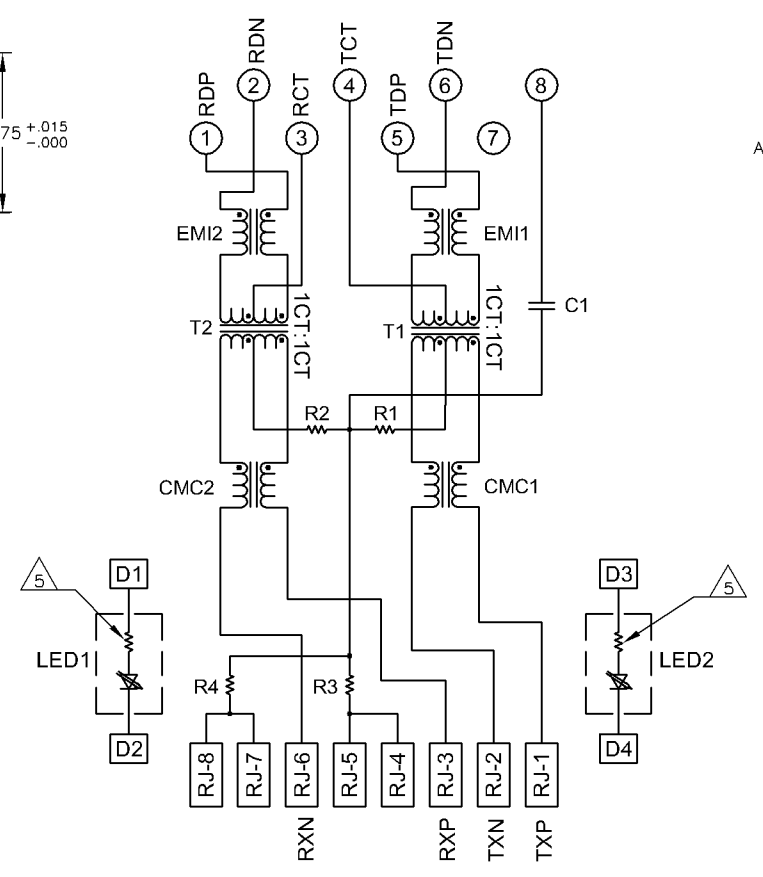 RDN
TCT
TDN
RDP
2
RCT
4
TDP
6
8
75 +.015
-.000
1
3
5
7
A
EMI2
EMI1
T2
1CT:1CT
T1
1CT:1CT
C1
R2
R1
CMC2
CMC1
5
D1
D3
5
LED1
LED2
R4
R3
D2
D4
RJ-8
RJ-7
RJ-6
RJ-5
RJ-4
RJ-3
RJ-2
RJ-1
RXN
RXP
TXN
TXP